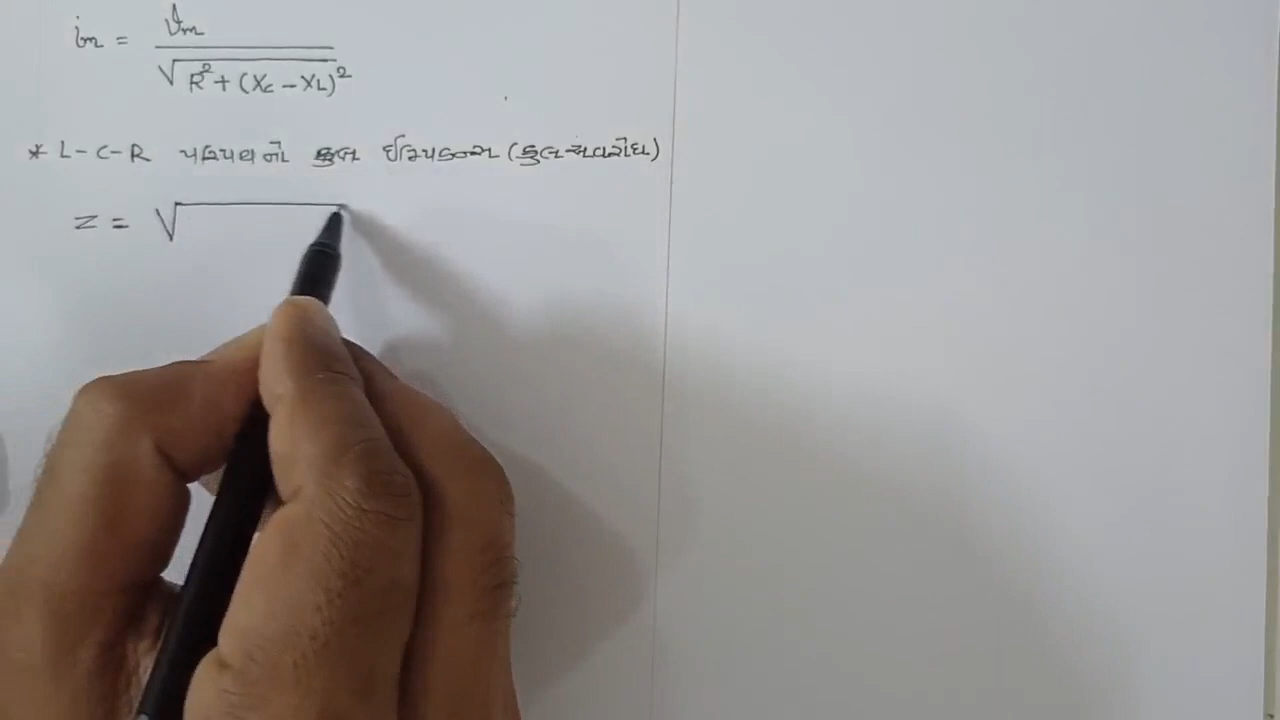 im = vm / √R² + (Xc − XL)²
* L - C - R પરિપથનો કુલ ઈમ્પિડન્સ (કુલ અવરોધ)
Z = √